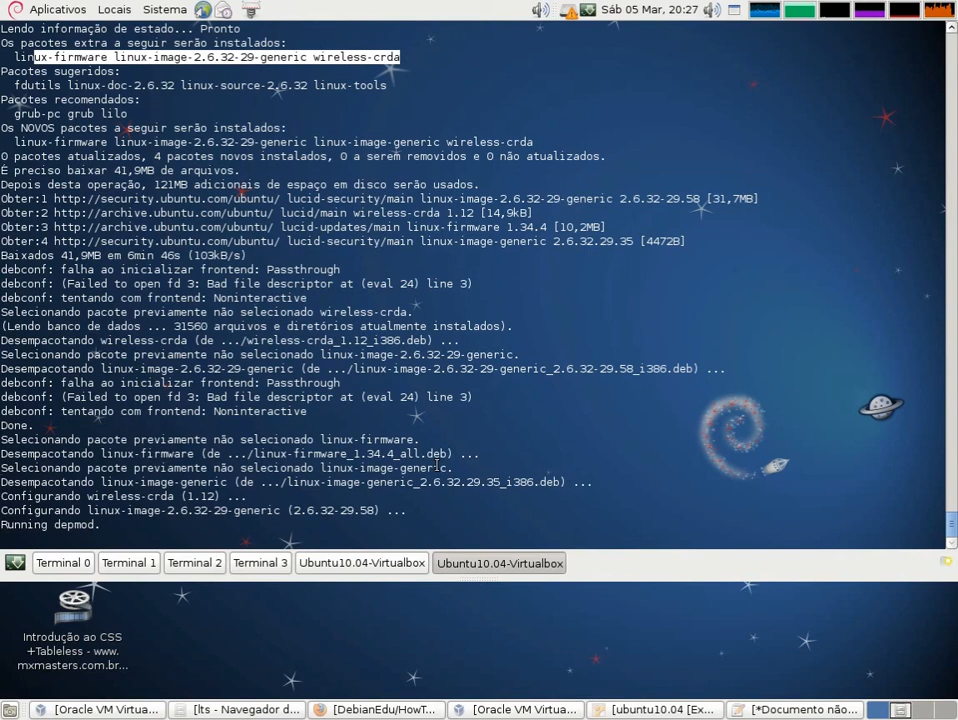 Aplicativos Locais Sistema Sáb 05 Mar, 20:27
Lendo informação de estado... Pronto
Os pacotes extra a seguir serão instalados:
linux-firmware linux-image-2.6.32-29-generic wireless-crda
Pacotes sugeridos:
fdutils linux-doc-2.6.32 linux-source-2.6.32 linux-tools
Pacotes recomendados:
grub-pc grub lilo
Os NOVOS pacotes a seguir serão instalados:
linux-firmware linux-image-2.6.32-29-generic linux-image-generic wireless-crda
0 pacotes atualizados, 4 pacotes novos instalados, 0 a serem removidos e 0 não atualizados.
É preciso baixar 41,9MB de arquivos.
Depois desta operação, 121MB adicionais de espaço em disco serão usados.
Obter:1 http://security.ubuntu.com/ubuntu/ lucid-security/main linux-image-2.6.32-29-generic 2.6.32-29.58 [31,7MB]
Obter:2 http://archive.ubuntu.com/ubuntu/ lucid/main wireless-crda 1.12 [14,9kB]
Obter:3 http://archive.ubuntu.com/ubuntu/ lucid-updates/main linux-firmware 1.34.4 [10,2MB]
Obter:4 http://security.ubuntu.com/ubuntu/ lucid-security/main linux-image-generic 2.6.32.29.35 [4472B]
Baixados 41,9MB em 6min 46s (103kB/s)
debconf: falha ao inicializar frontend: Passthrough
debconf: (Failed to open fd 3: Bad file descriptor at (eval 24) line 3)
debconf: tentando com frontend: Noninteractive
Selecionando pacote previamente não selecionado wireless-crda.
(Lendo banco de dados ... 31560 arquivos e diretórios atualmente instalados).
Desempacotando wireless-crda (de .../wireless-crda_1.12_i386.deb) ...
Selecionando pacote previamente não selecionado linux-image-2.6.32-29-generic.
Desempacotando linux-image-2.6.32-29-generic (de .../linux-image-2.6.32-29-generic_2.6.32-29.58_i386.deb) ...
debconf: falha ao inicializar frontend: Passthrough
debconf: (Failed to open fd 3: Bad file descriptor at (eval 24) line 3)
debconf: tentando com frontend: Noninteractive
Done.
Selecionando pacote previamente não selecionado linux-firmware.
Desempacotando linux-firmware (de .../linux-firmware_1.34.4_all.deb) ...
Selecionando pacote previamente não selecionado linux-image-generic.
Desempacotando linux-image-generic (de .../linux-image-generic_2.6.32.29.35_i386.deb) ...
Configurando wireless-crda (1.12) ...
Configurando linux-image-2.6.32-29-generic (2.6.32-29.58) ...
Running depmod.
Terminal 0 Terminal 1 Terminal 2 Terminal 3 Ubuntu10.04-Virtualbox Ubuntu10.04-Virtualbox
Introdução ao CSS
+Tableless - www.
mxmasters.com.br...
[Oracle VM Virtua... [lts - Navegador d... [DebianEdu/HowT... [Oracle VM Virtua... [ubuntu10.04 [Ex... [*Documento não...